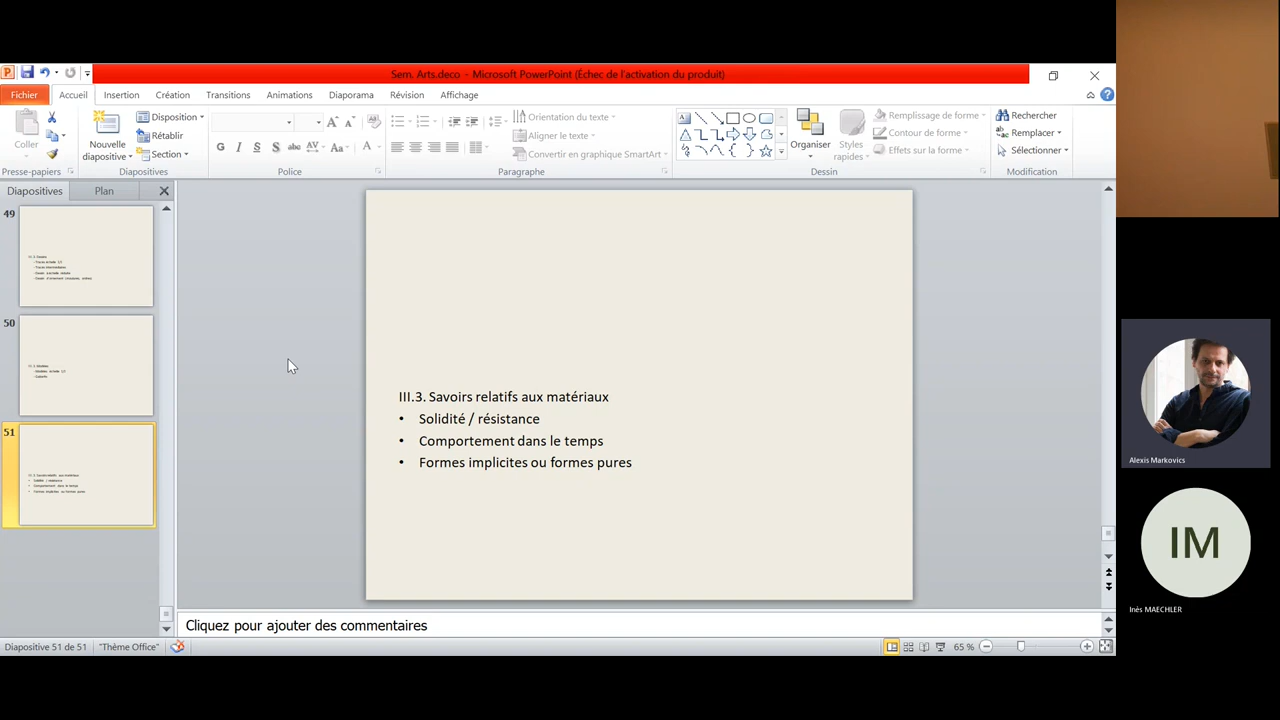 Sem. Arts.deco - Microsoft PowerPoint (Échec de l'activation du produit)
Fichier Accueil Insertion Création Transitions Animations Diaporama Révision Affichage
Coller
Presse-papiers
Nouvelle diapositive
Disposition
Rétablir
Section
Diapositives
G I S S abc AV Aa A
Police
Orientation du texte
Aligner le texte
Convertir en graphique SmartArt
Paragraphe
Organiser
Styles rapides
Remplissage de forme
Contour de forme
Effets sur la forme
Dessin
Rechercher
Remplacer
Sélectionner
Modification
Diapositives Plan
49
50
51
III.3. Savoirs relatifs aux matériaux
• Solidité / résistance
• Comportement dans le temps
• Formes implicites ou formes pures
Cliquez pour ajouter des commentaires
Diapositive 51 de 51 "Thème Office" 65 %
Alexis Markovics
IM
Inés MAECHLER